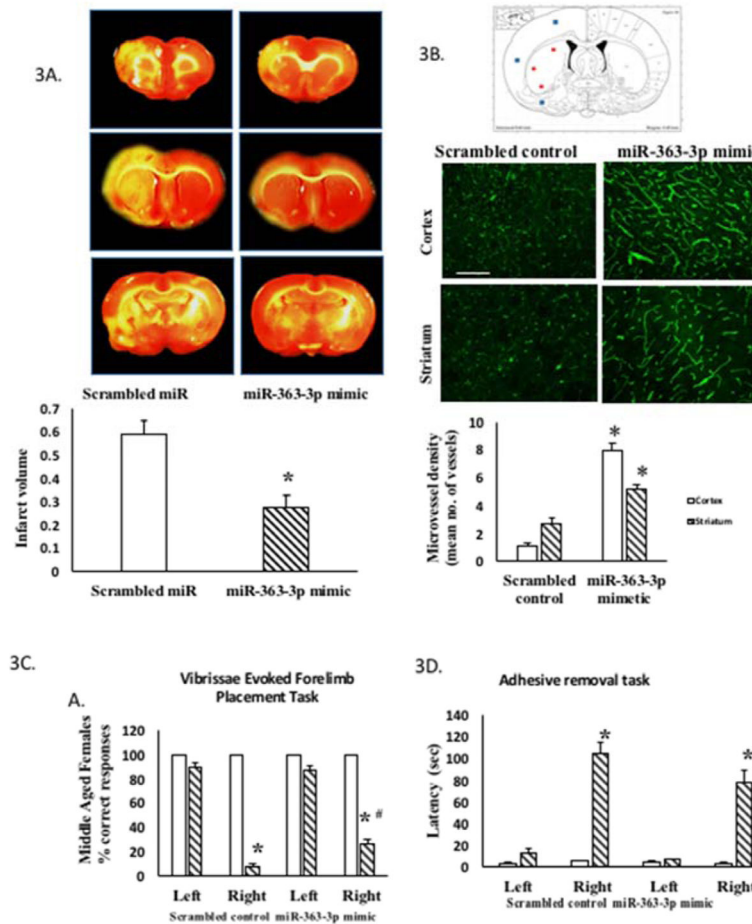 3A.
Scrambled miR miR-363-3p mimic
0.7
0.6
0.5
0.4
0.3
0.2
0.1
0
Infarct volume
*
Scrambled miR miR-363-3p mimic
3B.
Scrambled control miR-363-3p mimi
Cortex
Striatum
10
8
6
4
2
0
Microvessel density
(mean no. of vessels)
*
*
Cortex
Striatum
Scrambled miR-363-3p
control mimetic
3C.
A.
Vibrissae Evoked Forelimb
Placement Task
Middle Aged Females
% correct responses
120
100
80
60
40
20
0
*
* #
Left Right Left Right
Scrambled control miR-363-3p mimic
3D.
Adhesive removal task
Latency (sec)
140
120
100
80
60
40
20
0
*
*
Left Right Left Right
Scrambled control miR-363-3p mimic